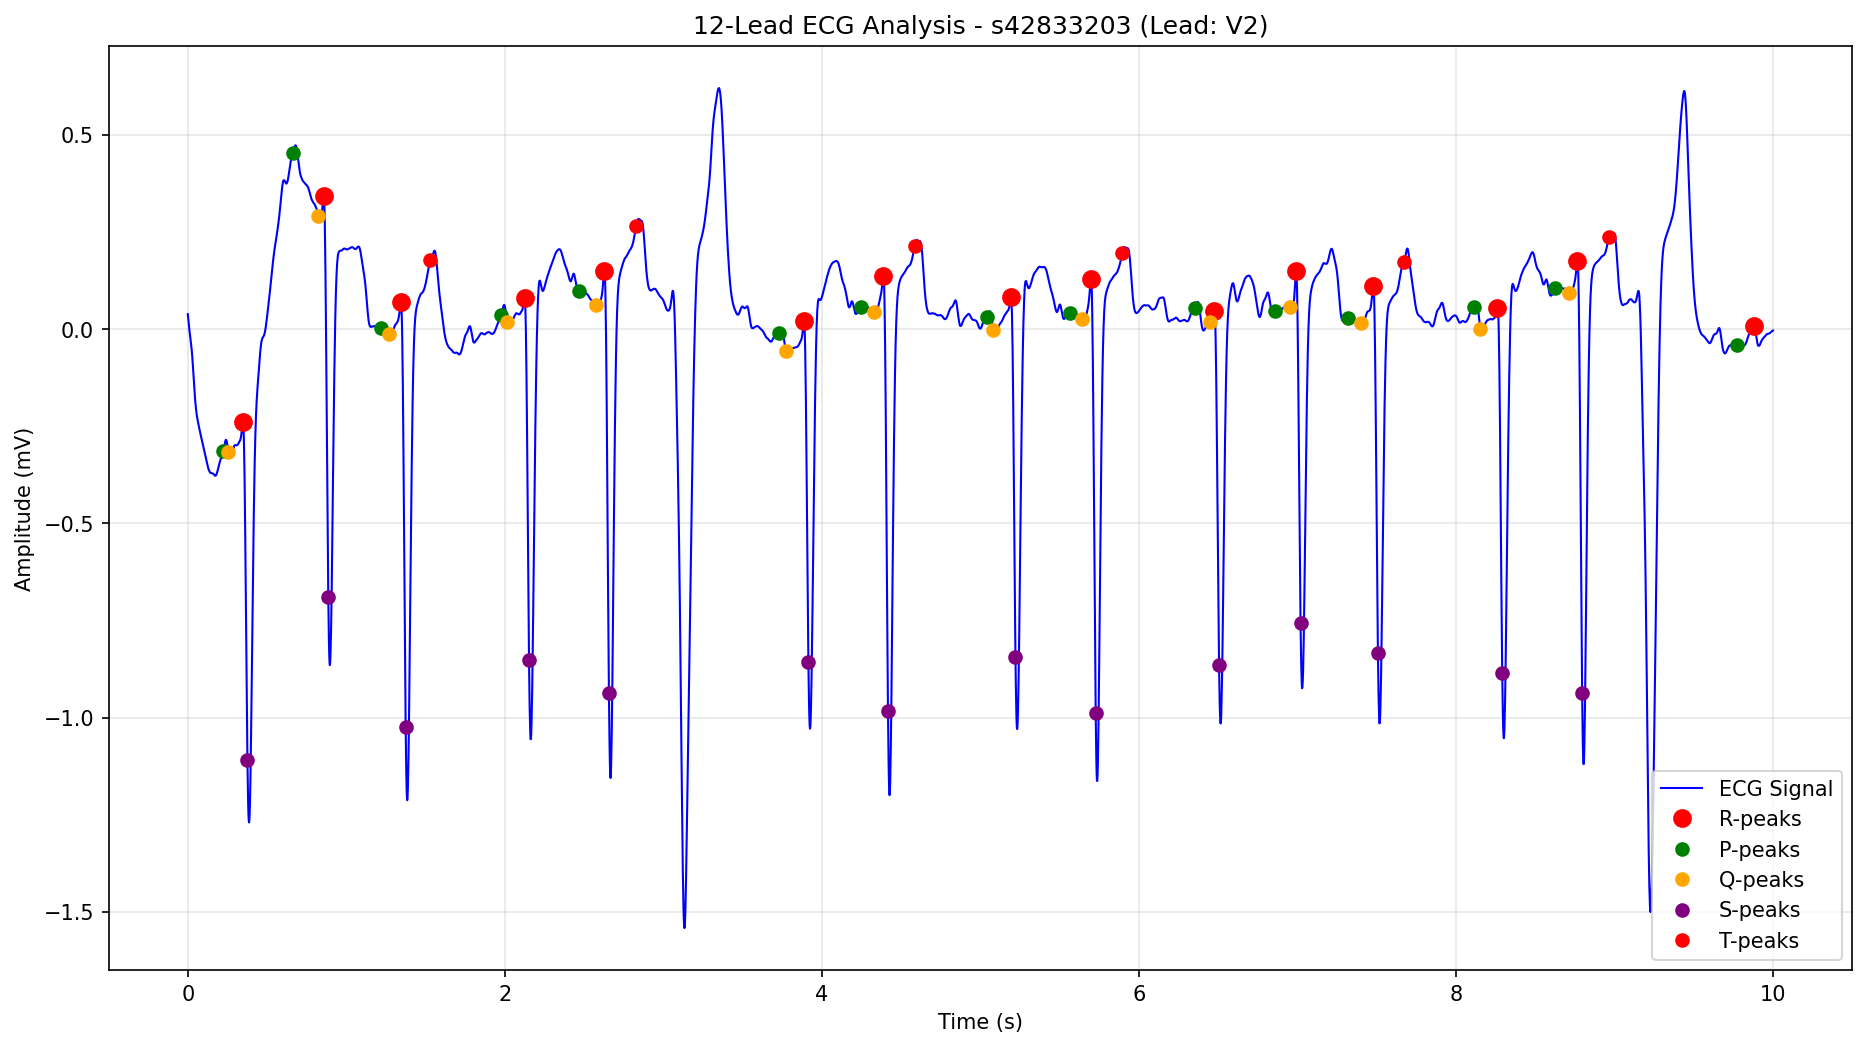 12-Lead ECG Analysis - s42833203 (Lead: V2)
Amplitude (mV)
0.5
0.0
−0.5
−1.0
−1.5
0 2 4 6 8 10
Time (s)
ECG Signal
R-peaks
P-peaks
Q-peaks
S-peaks
T-peaks